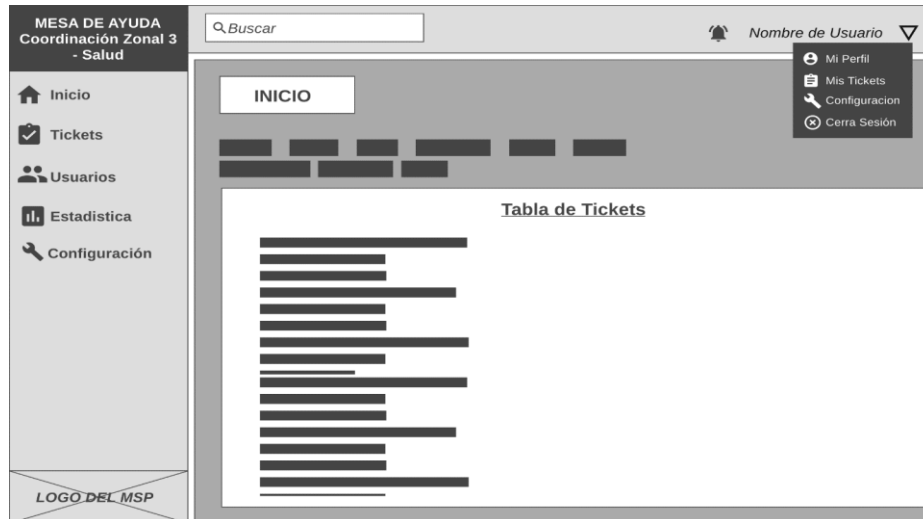 MESA DE AYUDA
Coordinación Zonal 3
- Salud
Buscar
Nombre de Usuario
Mi Perfil
Mis Tickets
Configuracion
Cerra Sesión
Inicio
Tickets
Usuarios
Estadistica
Configuración
INICIO
Tabla de Tickets
LOGO DEL MSP